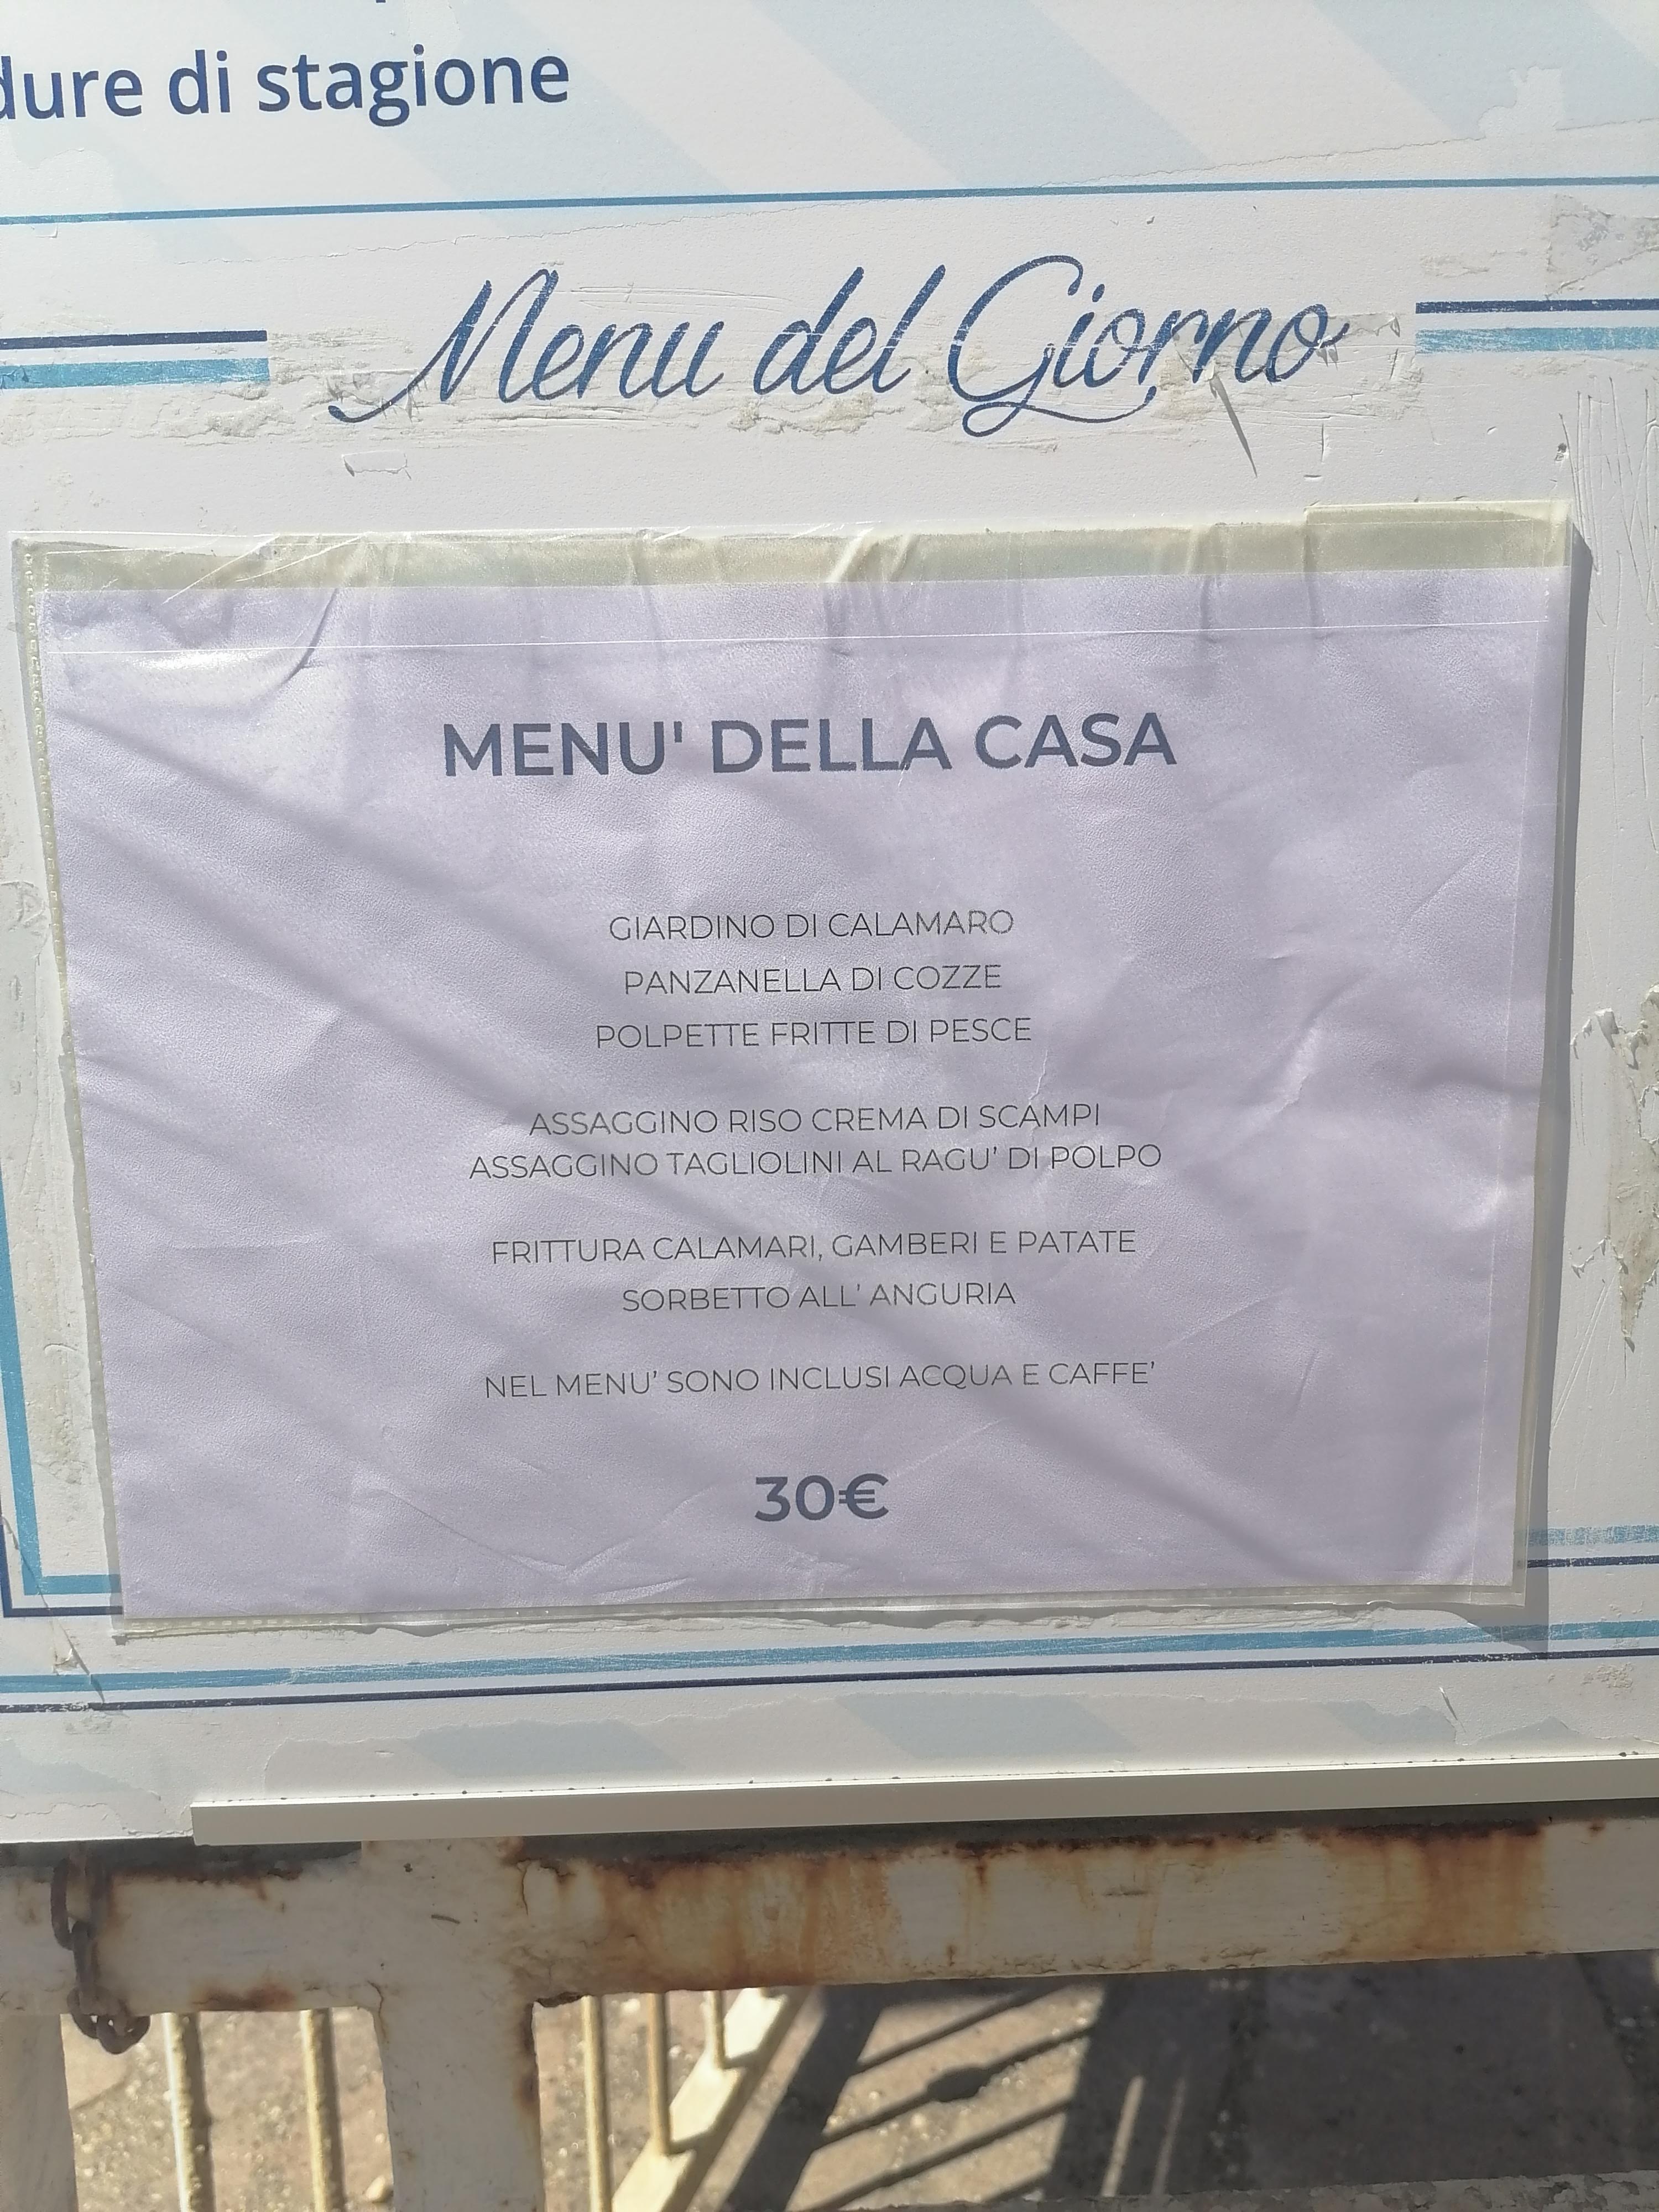 di stagione
Menu del Giorno
MENU' DELLA CASA
GIARDINO DI CALAMARO
PANZANELLA DI COZZE
POLPETTE FRITTE DI PESCE
ASSAGGINO RISO CREMA DI SCAMPI
ASSAGGINO TAGLIOLINI AL RAGU’ DI POLPO
FRITTURA CALAMARI, GAMBERI E PATATE
SORBETTO ALL’ ANGURIA
NEL MENU’ SONO INCLUSI ACQUA E CAFFE’
30€